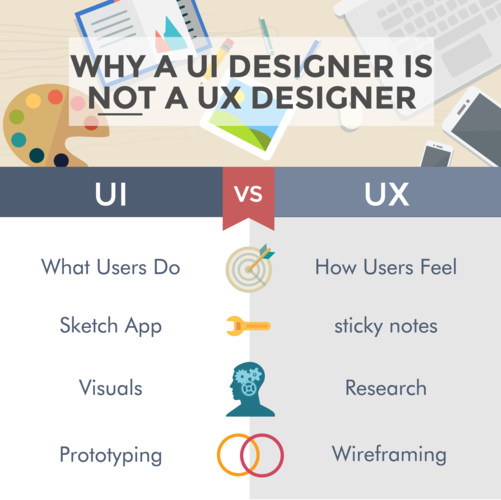 WHY A UI DESIGNER IS
NOT A UX DESIGNER
UI VS UX
What Users Do How Users Feel
Sketch App sticky notes
Visuals Research
Prototyping Wireframing